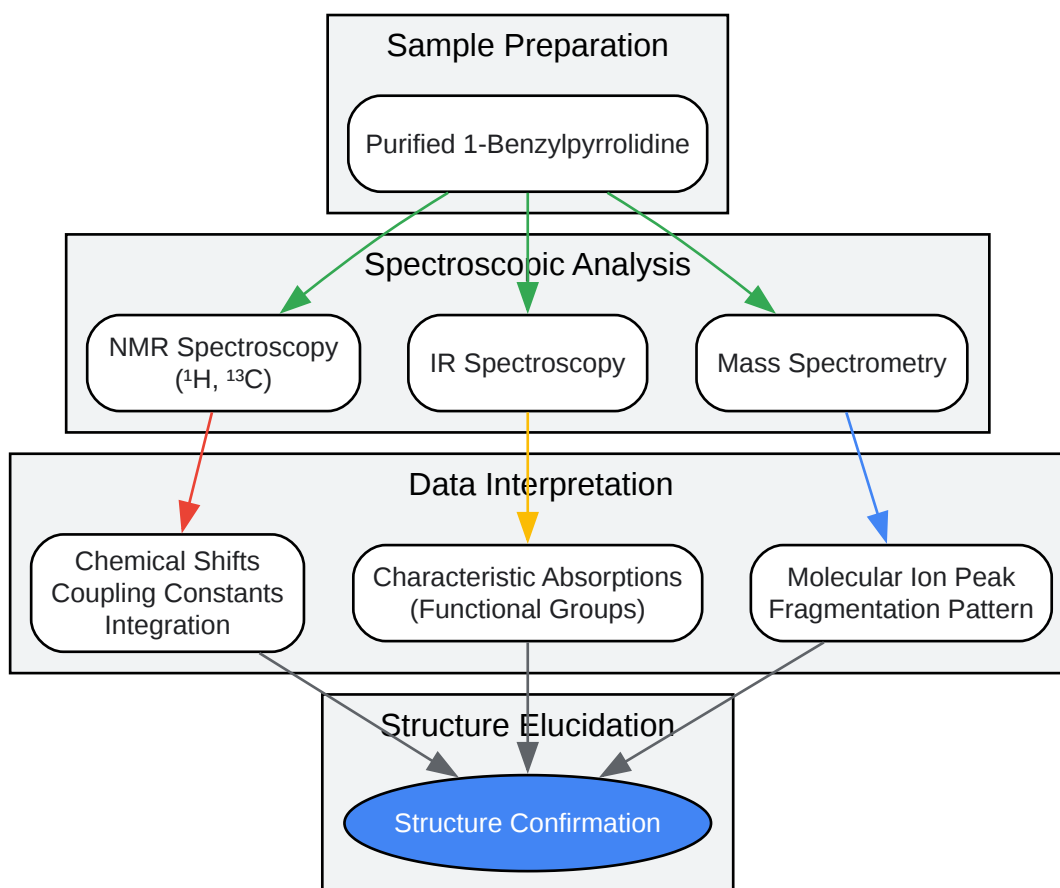 Sample Preparation
Purified 1-Benzylpyrrolidine
Spectroscopic Analysis
NMR Spectroscopy
(¹H, ¹³C)
IR Spectroscopy
Mass Spectrometry
Data Interpretation
Chemical Shifts
Coupling Constants
Integration
Characteristic Absorptions
(Functional Groups)
Molecular Ion Peak
Fragmentation Pattern
Structure Elucidation
Structure Confirmation